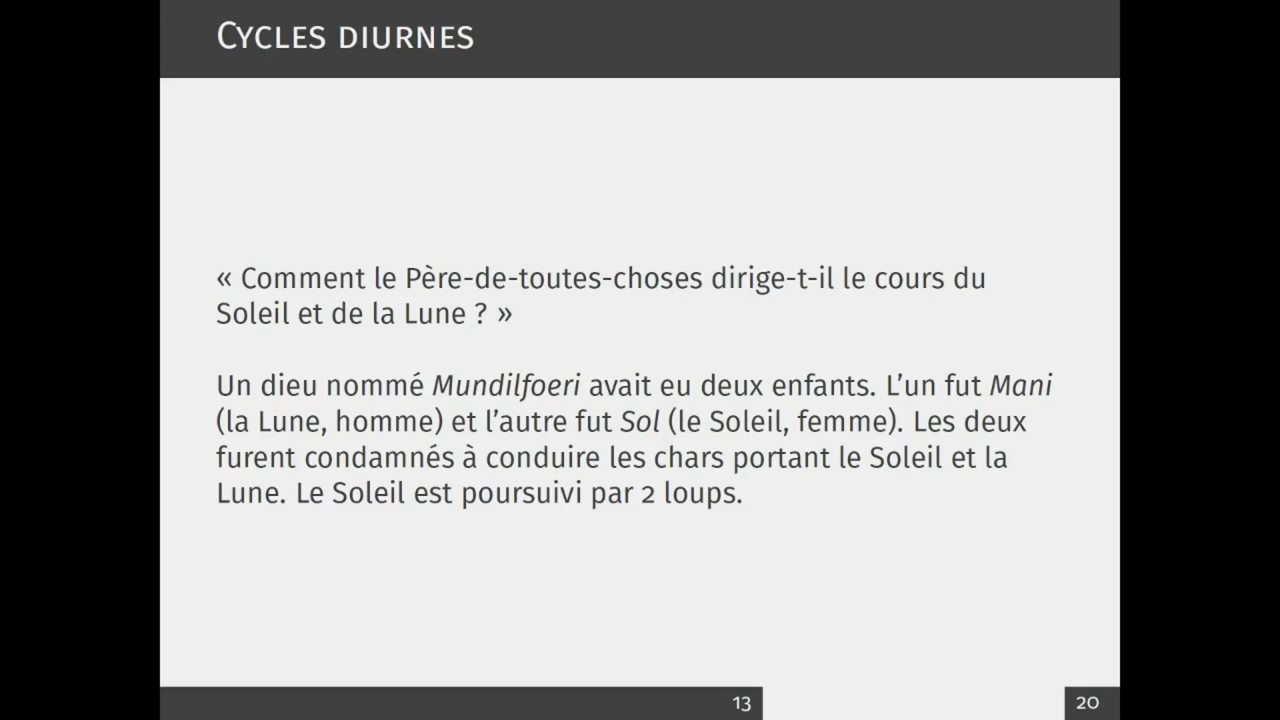 Cycles diurnes
« Comment le Père-de-toutes-choses dirige-t-il le cours du
Soleil et de la Lune ? »
Un dieu nommé Mundilfoeri avait eu deux enfants. L’un fut Mani
(la Lune, homme) et l’autre fut Sol (le Soleil, femme). Les deux
furent condamnés à conduire les chars portant le Soleil et la
Lune. Le Soleil est poursuivi par 2 loups.
13
20